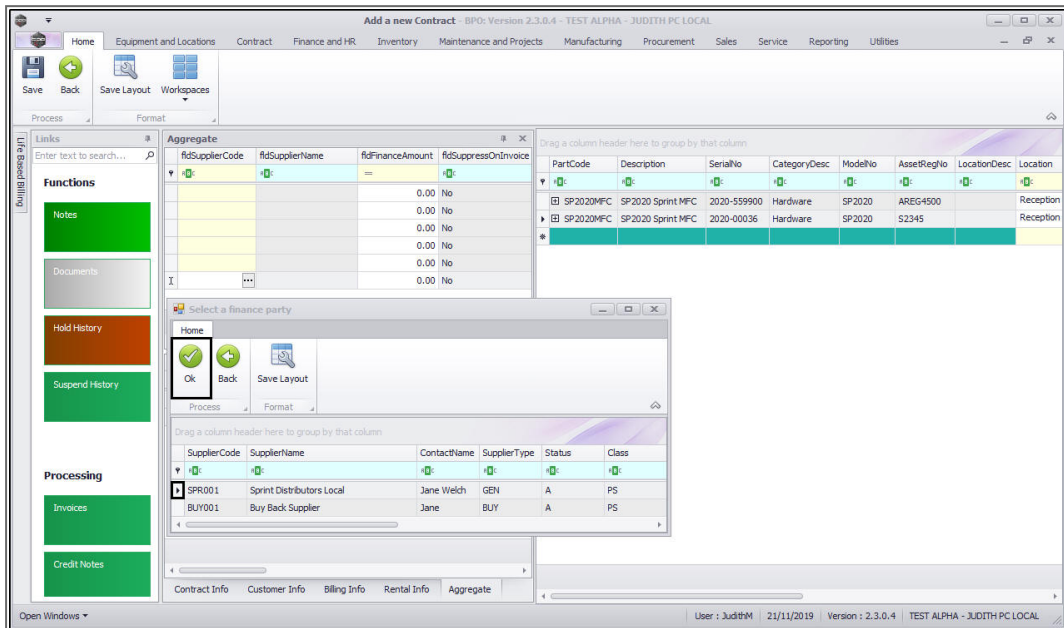 Add a new Contract - BPO: Version 2.3.0.4 - TEST ALPHA - JUDITH PC LOCAL
Home Equipment and Locations Contract Finance and HR Inventory Maintenance and Projects Manufacturing Procurement Sales Service Reporting Utilities
Save Back Save Layout Workspaces
Process Format
Life Based Billing
Links
Enter text to search...
Functions
Notes
Documents
Hold History
Suspend History
Processing
Invoices
Credit Notes
Aggregate
fldSupplierCode fldSupplierName fldFinanceAmount fldSuppressOnInvoice
=
0.00 No
0.00 No
0.00 No
0.00 No
0.00 No
0.00 No
Drag a column header here to group by that column
PartCode Description SerialNo CategoryDesc ModelNo AssetRegNo LocationDesc Location
SP2020MFC SP2020 Sprint MFC 2020-559900 Hardware SP2020 AREG4500 Reception
SP2020MFC SP2020 Sprint MFC 2020-00036 Hardware SP2020 S2345 Reception
Select a finance party
Home
Ok Back Save Layout
Process Format
Drag a column header here to group by that column
SupplierCode SupplierName ContactName SupplierType Status Class
SPR001 Sprint Distributors Local Jane Welch GEN A PS
BUY001 Buy Back Supplier Jane BUY A PS
Contract Info Customer Info Billing Info Rental Info Aggregate
Open Windows User : JudithM 21/11/2019 Version : 2.3.0.4 TEST ALPHA - JUDITH PC LOCAL